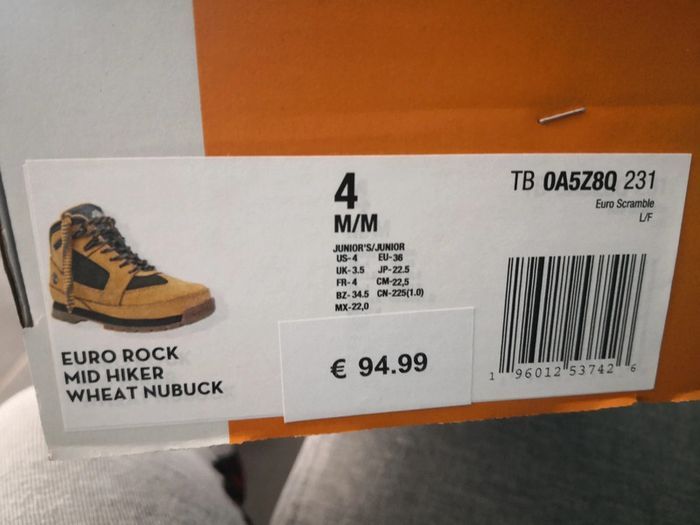 EURO ROCK
MID HIKER
WHEAT NUBUCK
4
M/M
JUNIOR'S/JUNIOR
US-4 EU-36
UK-3.5 JP-22.5
FR-4 CM-22,5
BZ-34.5 CN-225(1.0)
MX-22,0
€ 94.99
TB 0A5Z8Q 231
Euro Scramble
L/F
1 96012 53742 6